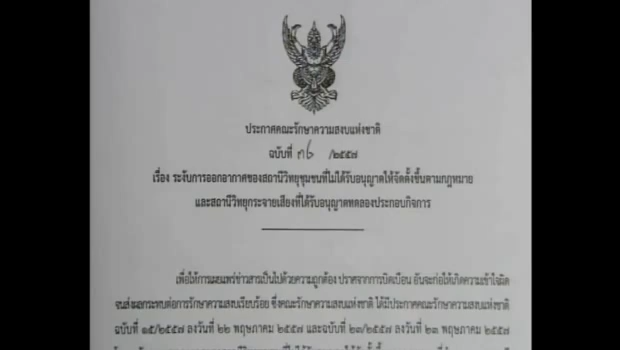 ประกาศคณะรักษาความสงบแห่งชาติ
ฉบับที่ ๓๖ /๒๕๕๗
เรื่อง ระงับการออกอากาศของสถานีวิทยุชุมชนที่ไม่ได้รับอนุญาตให้จัดตั้งขึ้นตามกฎหมาย
และสถานีวิทยุกระจายเสียงที่ได้รับอนุญาตทดลองประกอบกิจการ
เพื่อให้การเผยแพร่ข่าวสารเป็นไปด้วยความถูกต้อง ปราศจากการบิดเบือน อันจะก่อให้เกิดความเข้าใจผิด
จนส่งผลกระทบต่อการรักษาความสงบเรียบร้อย ซึ่งคณะรักษาความสงบแห่งชาติ ได้มีประกาศคณะรักษาความสงบแห่งชาติ
ฉบับที่ ๑๕/๒๕๕๗ ลงวันที่ ๒๒ พฤษภาคม ๒๕๕๗ และฉบับที่ ๒๓/๒๕๕๗ ลงวันที่ ๒๓ พฤษภาคม ๒๕๕๗